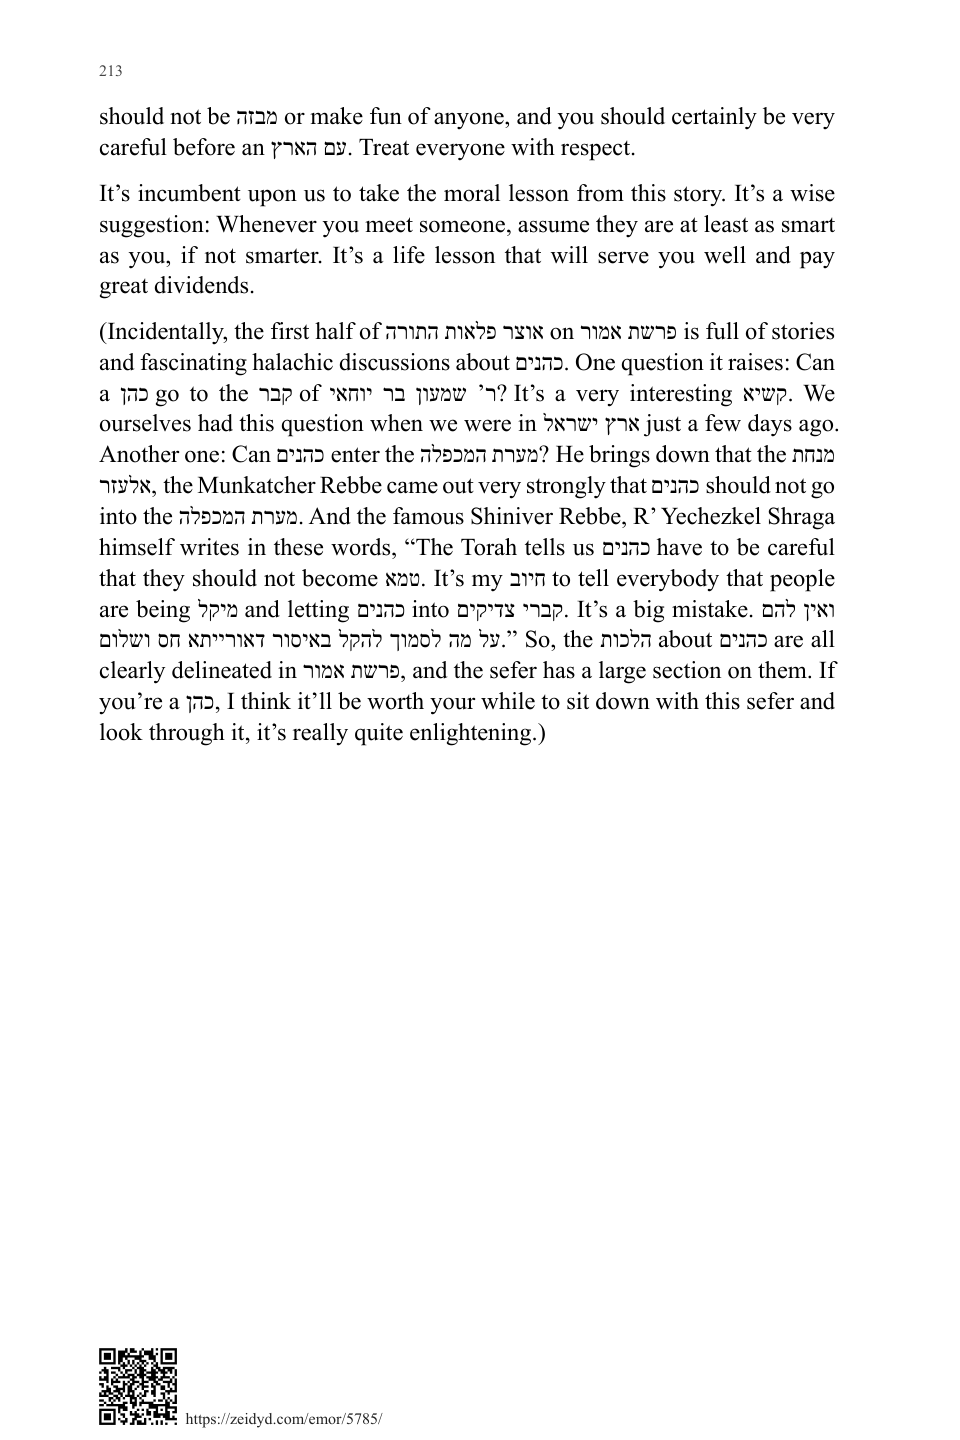 213
should not be מבזה or make fun of anyone, and you should certainly be very
careful before an עם הארץ. Treat everyone with respect.
It’s incumbent upon us to take the moral lesson from this story. It’s a wise
suggestion: Whenever you meet someone, assume they are at least as smart
as you, if not smarter. It’s a life lesson that will serve you well and pay
great dividends.
(Incidentally, the first half of אוצר פלאות התורה on פרשת אמור is full of stories
and fascinating halachic discussions about כהנים. One question it raises: Can
a כהן go to the קבר of ר’ שמעון בר יוחאי? It’s a very interesting קשיא. We
ourselves had this question when we were in ארץ ישראל just a few days ago.
Another one: Can כהנים enter the מערת המכפלה? He brings down that the מנחת
אלעזר, the Munkatcher Rebbe came out very strongly that כהנים should not go
into the מערת המכפלה. And the famous Shiniver Rebbe, R’ Yechezkel Shraga
himself writes in these words, “The Torah tells us כהנים have to be careful
that they should not become טמא. It’s my חיוב to tell everybody that people
are being מיקל and letting כהנים into קברי צדיקים. It’s a big mistake. ואין להם
על מה לסמוך להקל באיסור דאורייתא חס ושלום.” So, the הלכות about כהנים are all
clearly delineated in פרשת אמור, and the sefer has a large section on them. If
you’re a כהן, I think it’ll be worth your while to sit down with this sefer and
look through it, it’s really quite enlightening.)
https://zeidyd.com/emor/5785/